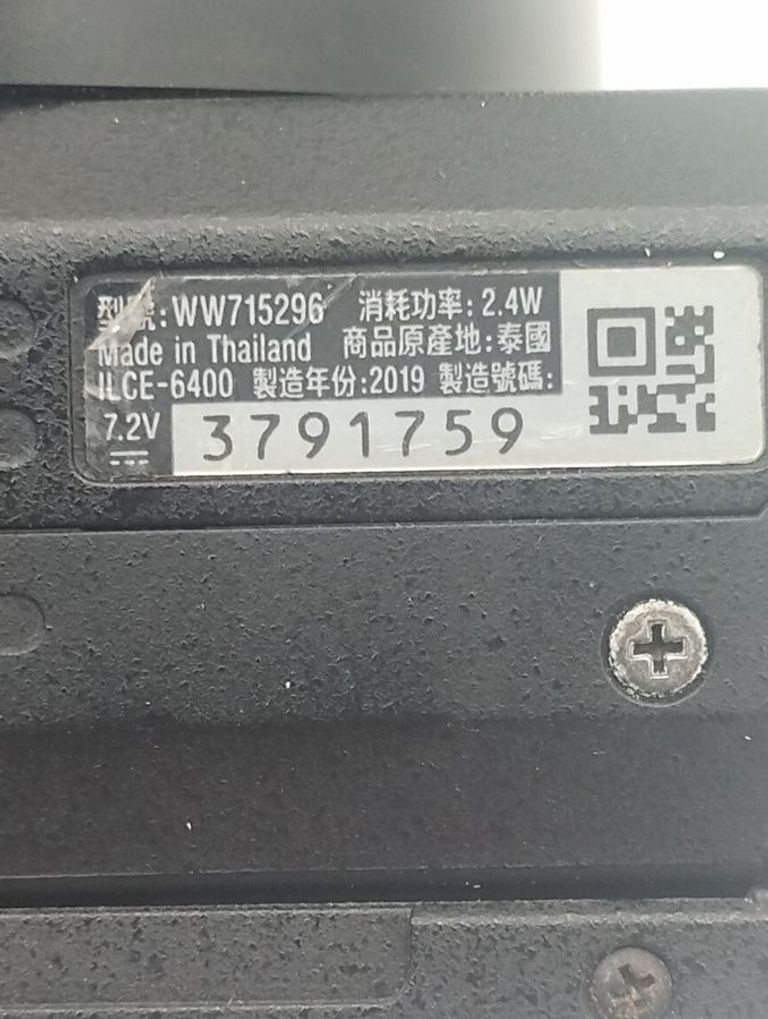 型號:WW715296 消耗功率: 2.4W
Made in Thailand 商品原產地:泰國
ILCE-6400 製造年份:2019 製造號碼:
7.2V 3791759